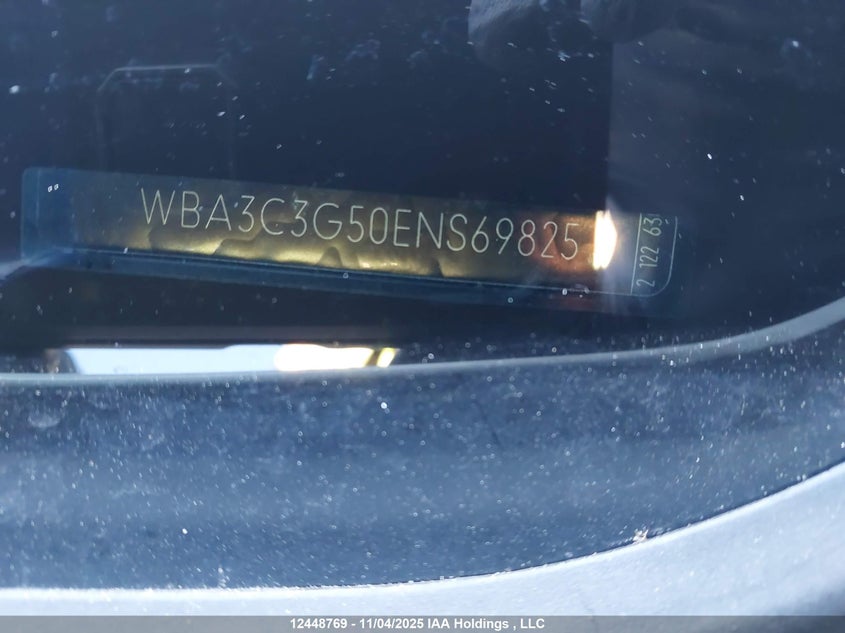 WBA3C3G50ENS69825
2 122 63
12448769 - 11/04/2025 IAA Holdings , LLC